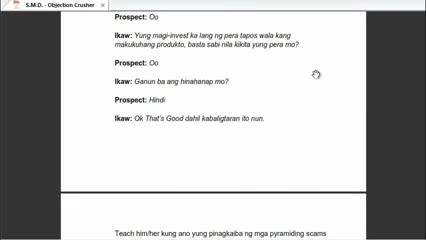 S.M.D. - Objection Crusher
Prospect: Oo
Ikaw: Yung magi-invest ka lang ng pera tapos wala kang
makukuhang produkto, basta sabi nila kikita yung pera mo?
Prospect: Oo
Ikaw: Ganun ba ang hinahanap mo?
Prospect: Hindi
Ikaw: Ok That's Good dahil kabaligtaran ito nun.
Teach him/her kung ano yung pinagkaiba ng mga pyramiding scams